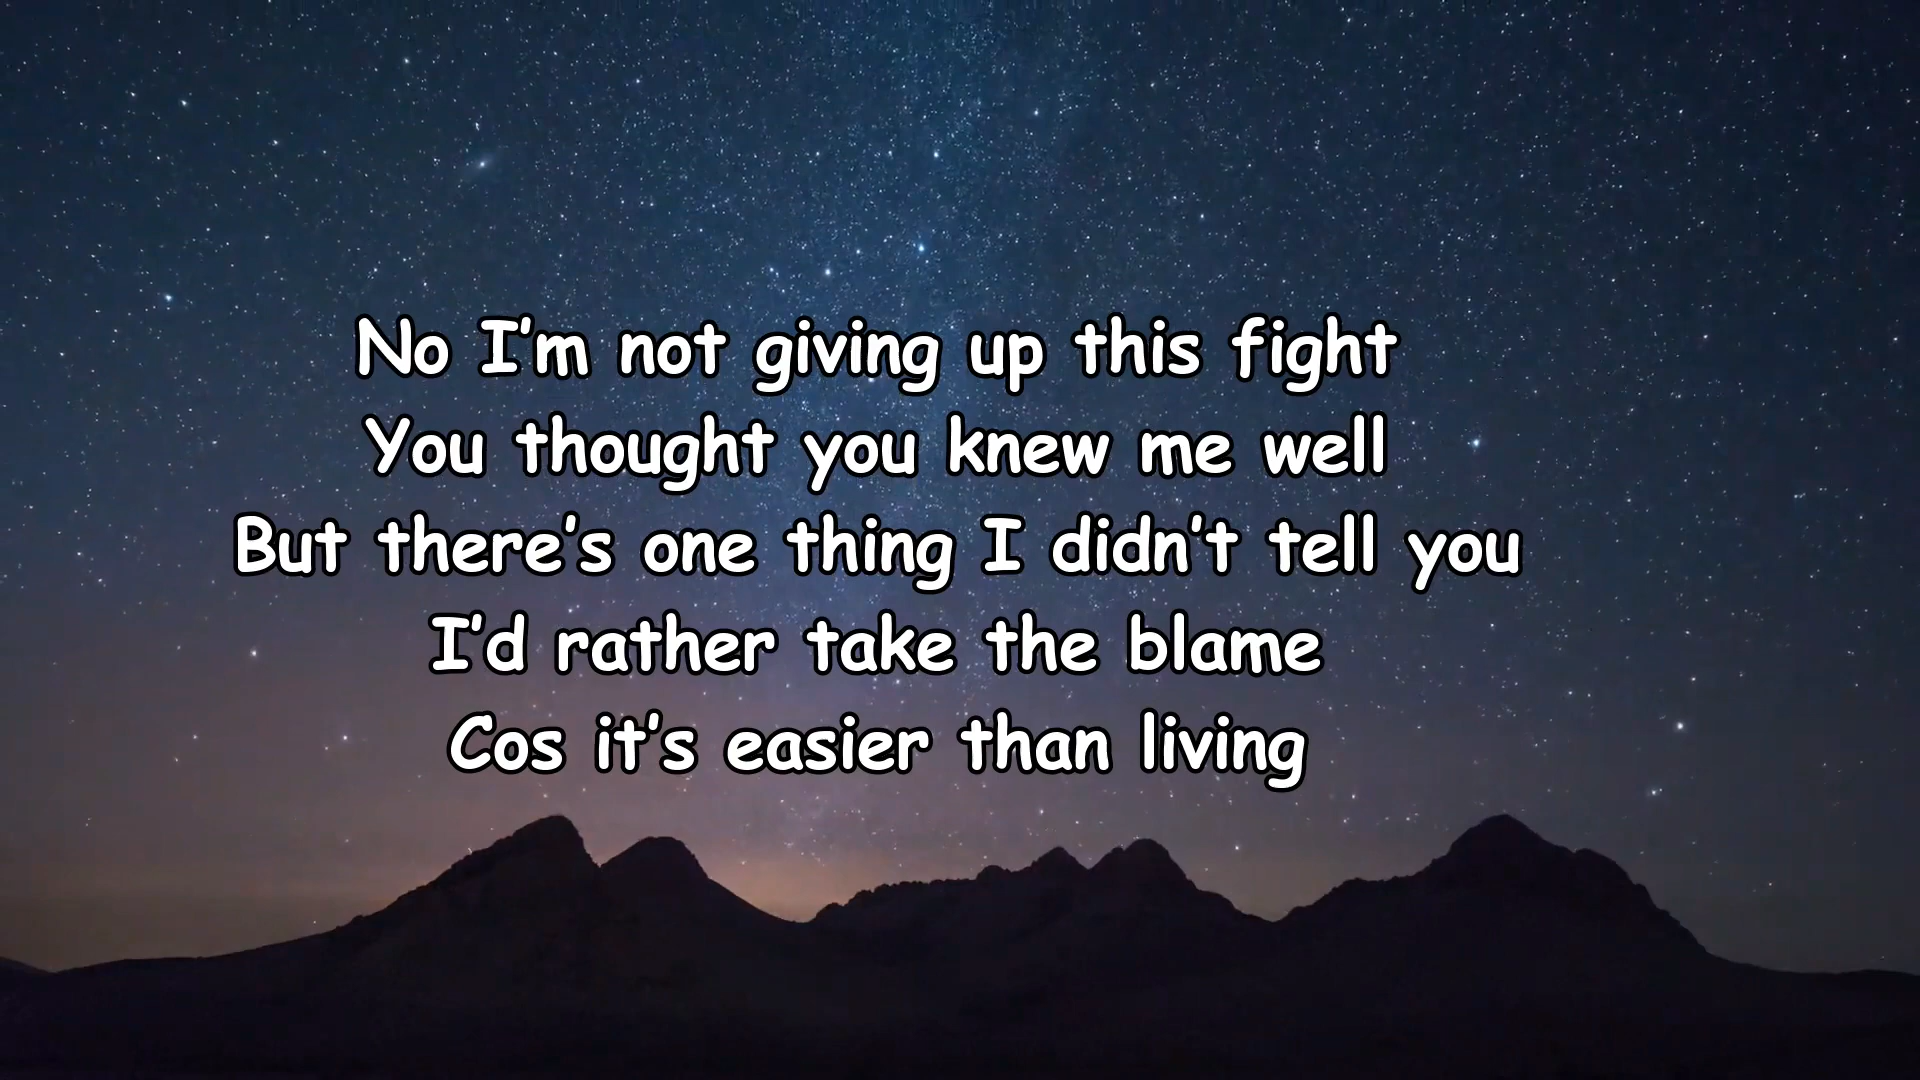 No I’m not giving up this fight
You thought you knew me well
But there’s one thing I didn’t tell you
I’d rather take the blame
Cos it’s easier than living